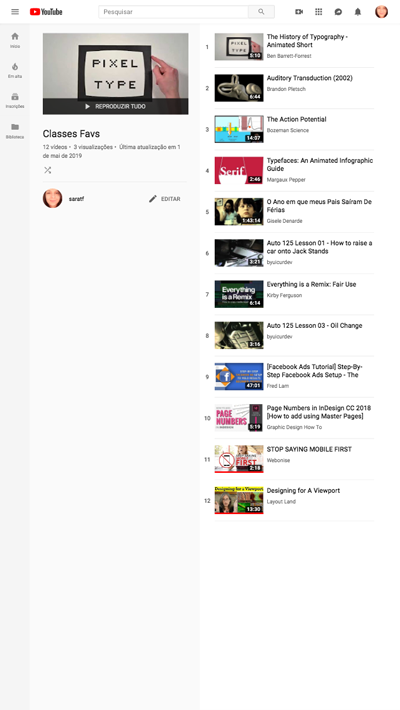 YouTube
Pesquisar
Início
Em alta
Inscrições
Biblioteca
PIXEL
TYPE
REPRODUZIR TUDO
Classes Favs
12 vídeos • 3 visualizações • Última atualização em 1
de mai de 2019
saratf
EDITAR
1
5:10
The History of Typography -
Animated Short
Ben Barrett-Forrest
2
6:44
Auditory Transduction (2002)
Brandon Pletsch
3
14:07
The Action Potential
Bozeman Science
4
Serif
2:46
Typefaces: An Animated Infographic
Guide
Margaux Pepper
5
1:43:14
O Ano em que meus Pais Saíram De
Férias
Gisele Denarde
6
3:21
Auto 125 Lesson 01 - How to raise a
car onto Jack Stands
byuicurdev
7
Everything
is a Remix
6:14
Everything is a Remix: Fair Use
Kirby Ferguson
8
3:16
Auto 125 Lesson 03 - Oil Change
byuicurdev
9
47:01
[Facebook Ads Tutorial] Step-By-
Step Facebook Ads Setup - The
Fred Lam
10
PAGE
NUMBERS
5:19
Page Numbers in InDesign CC 2018
[How to add using Master Pages]
Graphic Design How To
11
FIRST
2:18
STOP SAYING MOBILE FIRST
Webonise
12
Designing for a Viewport
13:30
Designing for A Viewport
Layout Land